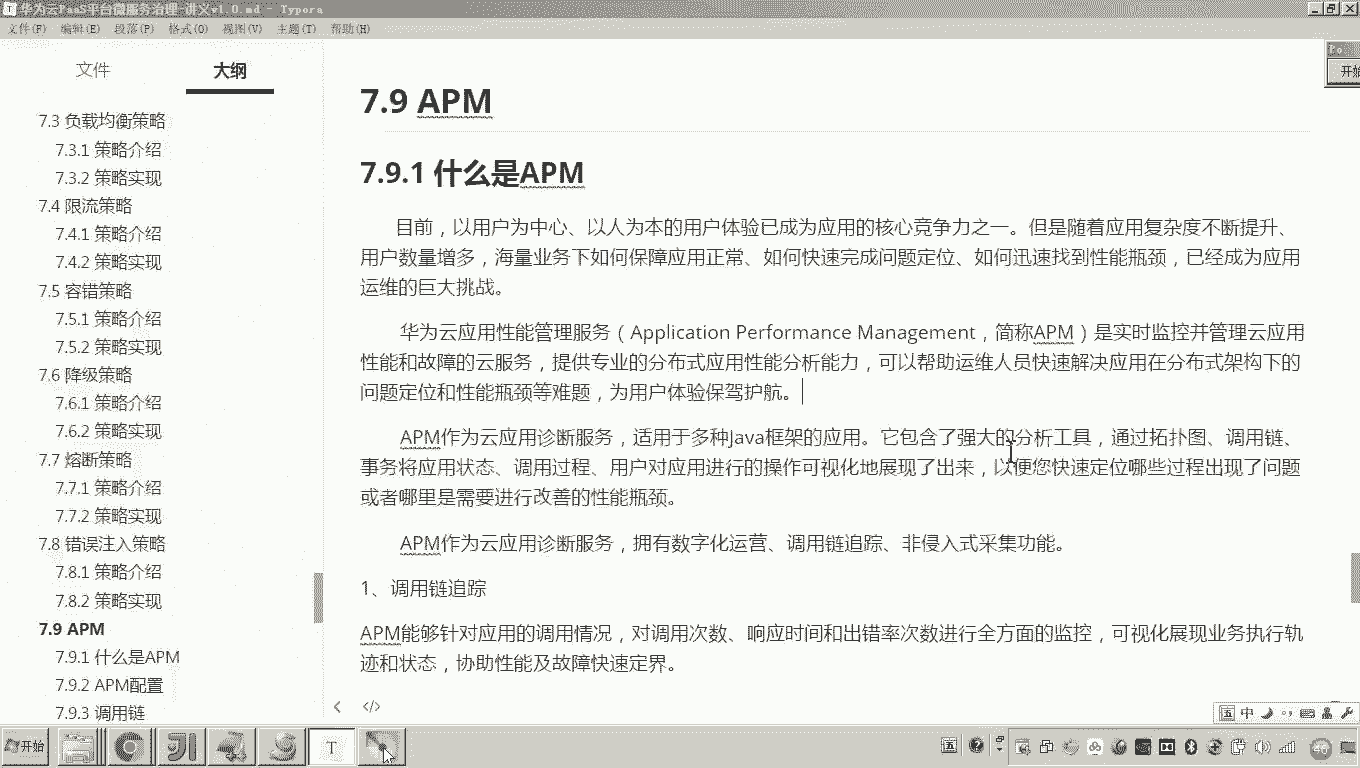 华为云PaaS平台微服务治理-讲义v1.0.md - Typora
文件(F) 编辑(E) 段落(P) 格式(O) 视图(V) 主题(T) 帮助(H)
文件
大纲
7.3 负载均衡策略
7.3.1 策略介绍
7.3.2 策略实现
7.4 限流策略
7.4.1 策略介绍
7.4.2 策略实现
7.5 容错策略
7.5.1 策略介绍
7.5.2 策略实现
7.6 降级策略
7.6.1 策略介绍
7.6.2 策略实现
7.7 熔断策略
7.7.1 策略介绍
7.7.2 策略实现
7.8 错误注入策略
7.8.1 策略介绍
7.8.2 策略实现
7.9 APM
7.9.1 什么是APM
7.9.2 APM配置
7.9.3 调用链
7.9 APM
7.9.1 什么是APM
目前，以用户为中心、以人为本的用户体验已成为应用的核心竞争力之一。但是随着应用复杂度不断提升、
用户数量增多，海量业务下如何保障应用正常、如何快速完成问题定位、如何迅速找到性能瓶颈，已经成为应用
运维的巨大挑战。
华为云应用性能管理服务（Application Performance Management，简称APM）是实时监控并管理云应用
性能和故障的云服务，提供专业的分布式应用性能分析能力，可以帮助运维人员快速解决应用在分布式架构下的
问题定位和性能瓶颈等难题，为用户体验保驾护航。
APM作为云应用诊断服务，适用于多种Java框架的应用。它包含了强大的分析工具，通过拓扑图、调用链、
事务将应用状态、调用过程、用户对应用进行的操作可视化地展现了出来，以便您快速定位哪些过程出现了问题
或者哪里是需要进行改善的性能瓶颈。
APM作为云应用诊断服务，拥有数字化运营、调用链追踪、非侵入式采集功能。
1、调用链追踪
APM能够针对应用的调用情况，对调用次数、响应时间和出错率次数进行全方面的监控，可视化展现业务执行轨
迹和状态，协助性能及故障快速定界。
开始
五 中
开始
T
五
46